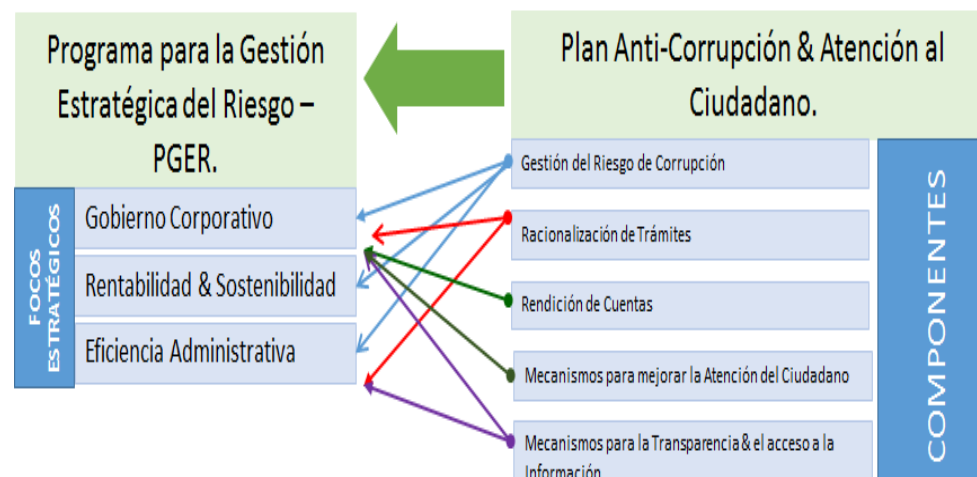 Programa para la Gestión
Estratégica del Riesgo –
PGER.
FOCOS
ESTRATÉGICOS
Gobierno Corporativo
Rentabilidad & Sostenibilidad
Eficiencia Administrativa
Plan Anti-Corrupción & Atención al
Ciudadano.
Gestión del Riesgo de Corrupción
Racionalización de Trámites
Rendición de Cuentas
Mecanismos para mejorar la Atención del Ciudadano
Mecanismos para la Transparencia & el acceso a la
Información
COMPONENTES